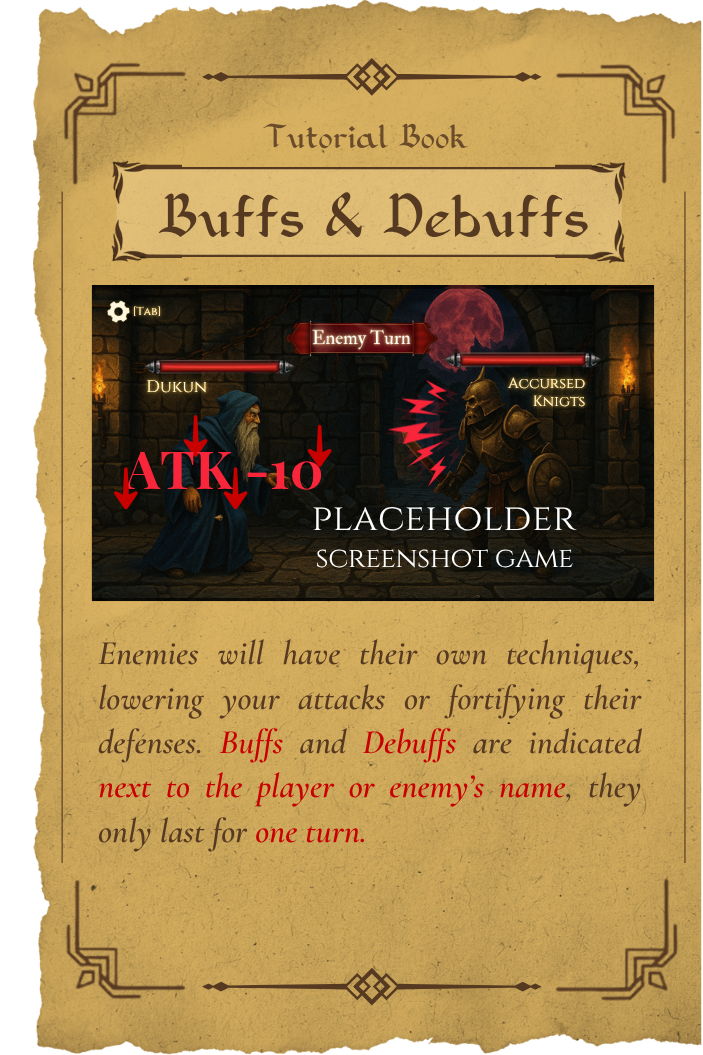 Tutorial Book
Buffs & Debuffs
[Tab]
Enemy Turn
Dukun
Accursed
Knigts
ATK -10
PLACEHOLDER
SCREENSHOT GAME
Enemies will have their own techniques,
lowering your attacks or fortifying their
defenses. Buffs and Debuffs are indicated
next to the player or enemy's name, they
only last for one turn.